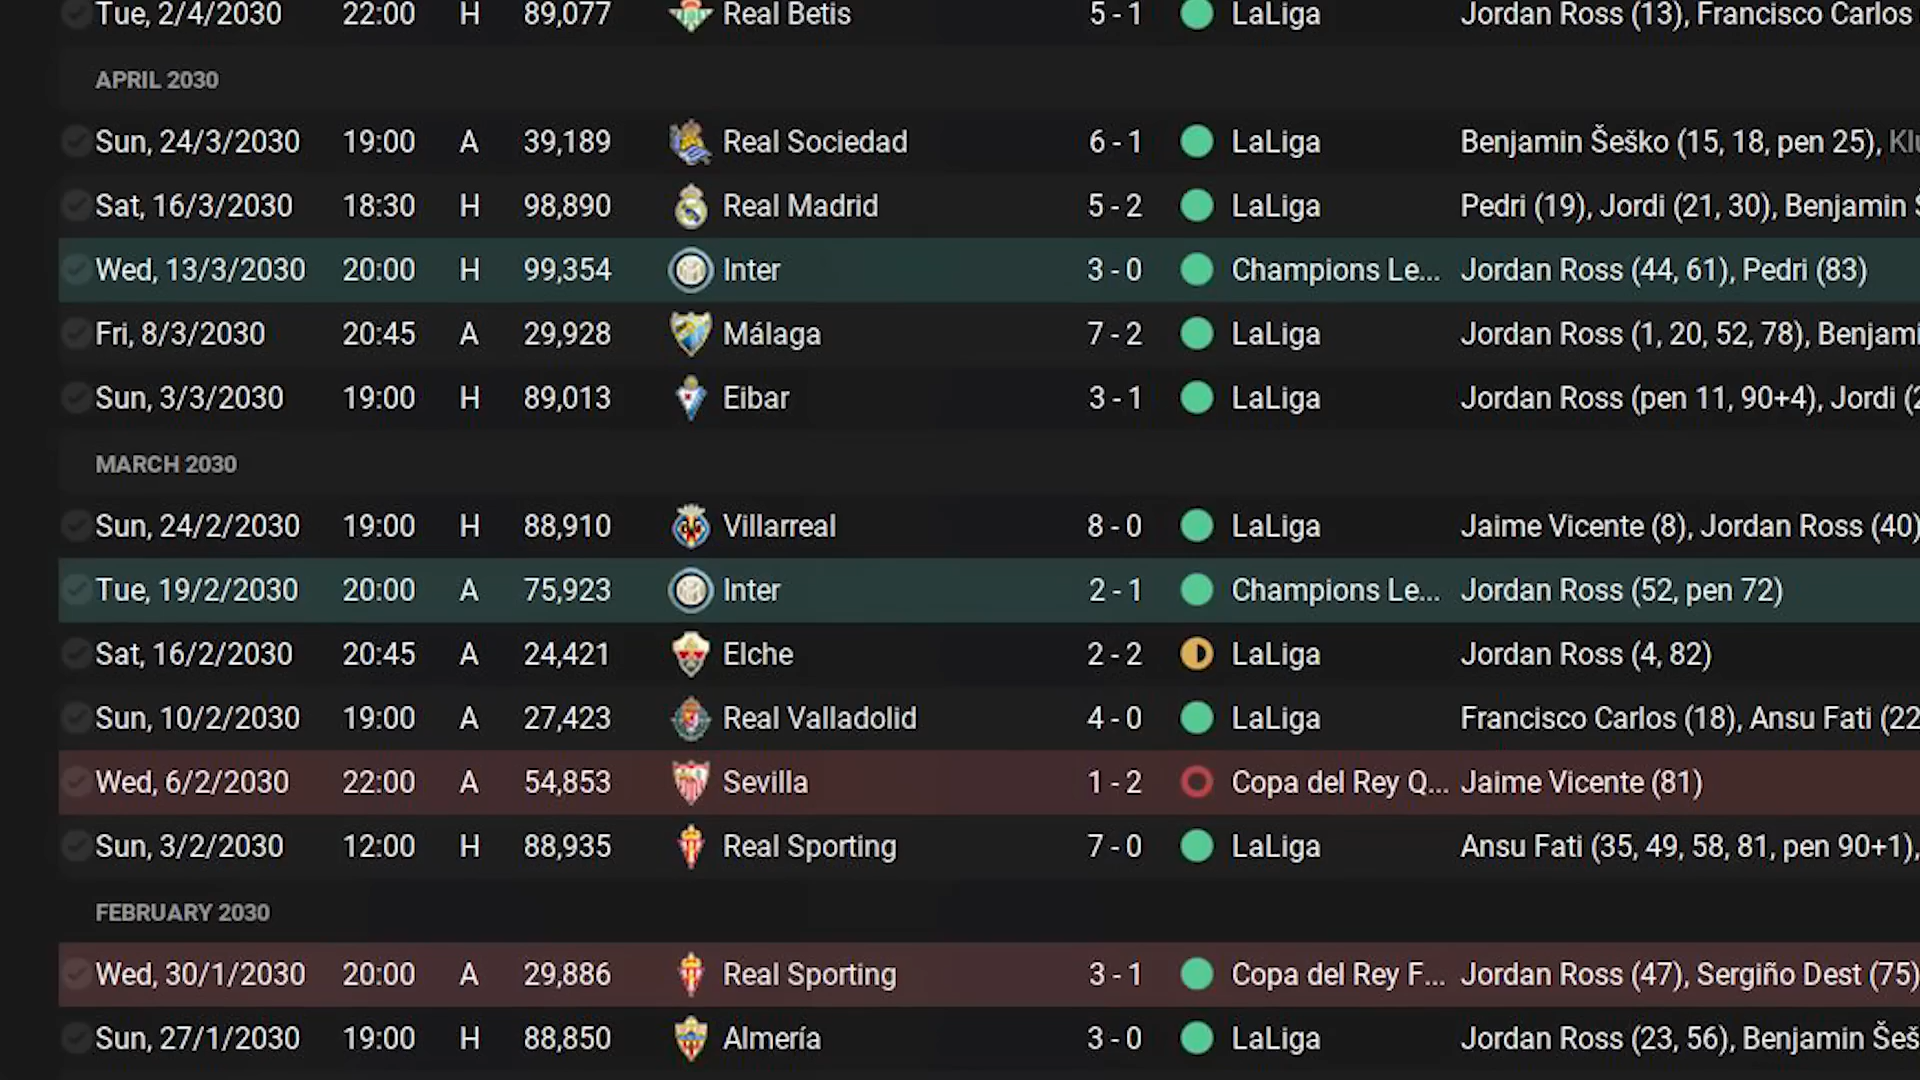 Tue, 2/4/2030 22:00 H 89,077 Real Betis 5 - 1 LaLiga Jordan Ross (13), Francisco Carlos
APRIL 2030
Sun, 24/3/2030 19:00 A 39,189 Real Sociedad 6 - 1 LaLiga Benjamin Šeško (15, 18, pen 25),
Sat, 16/3/2030 18:30 H 98,890 Real Madrid 5 - 2 LaLiga Pedri (19), Jordi (21, 30), Benjamin
Wed, 13/3/2030 20:00 H 99,354 Inter 3 - 0 Champions Le... Jordan Ross (44, 61), Pedri (83)
Fri, 8/3/2030 20:45 A 29,928 Málaga 7 - 2 LaLiga Jordan Ross (1, 20, 52, 78), Benjami
Sun, 3/3/2030 19:00 H 89,013 Eibar 3 - 1 LaLiga Jordan Ross (pen 11, 90+4), Jordi (2
MARCH 2030
Sun, 24/2/2030 19:00 H 88,910 Villarreal 8 - 0 LaLiga Jaime Vicente (8), Jordan Ross (40)
Tue, 19/2/2030 20:00 A 75,923 Inter 2 - 1 Champions Le... Jordan Ross (52, pen 72)
Sat, 16/2/2030 20:45 A 24,421 Elche 2 - 2 LaLiga Jordan Ross (4, 82)
Sun, 10/2/2030 19:00 A 27,423 Real Valladolid 4 - 0 LaLiga Francisco Carlos (18), Ansu Fati (22
Wed, 6/2/2030 22:00 A 54,853 Sevilla 1 - 2 Copa del Rey Q... Jaime Vicente (81)
Sun, 3/2/2030 12:00 H 88,935 Real Sporting 7 - 0 LaLiga Ansu Fati (35, 49, 58, 81, pen 90+1),
FEBRUARY 2030
Wed, 30/1/2030 20:00 A 29,886 Real Sporting 3 - 1 Copa del Rey F... Jordan Ross (47), Sergiño Dest (75)
Sun, 27/1/2030 19:00 H 88,850 Almería 3 - 0 LaLiga Jordan Ross (23, 56), Benjamin Šeš